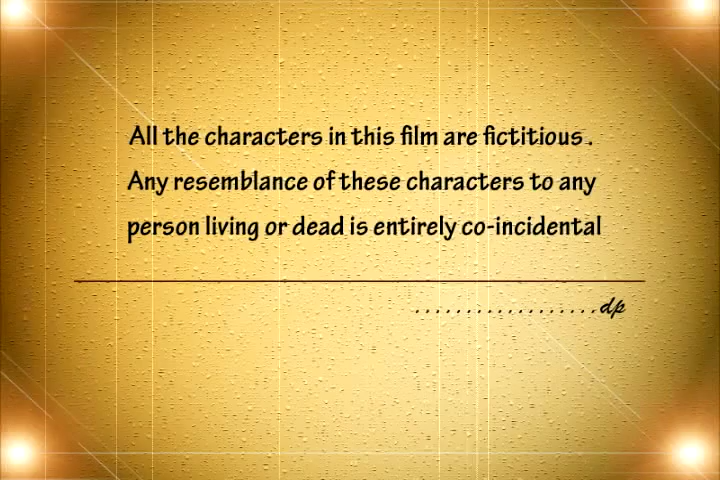 All the characters in this film are fictitious .
Any resemblance of these characters to any
person living or dead is entirely co-incidental
..................dp